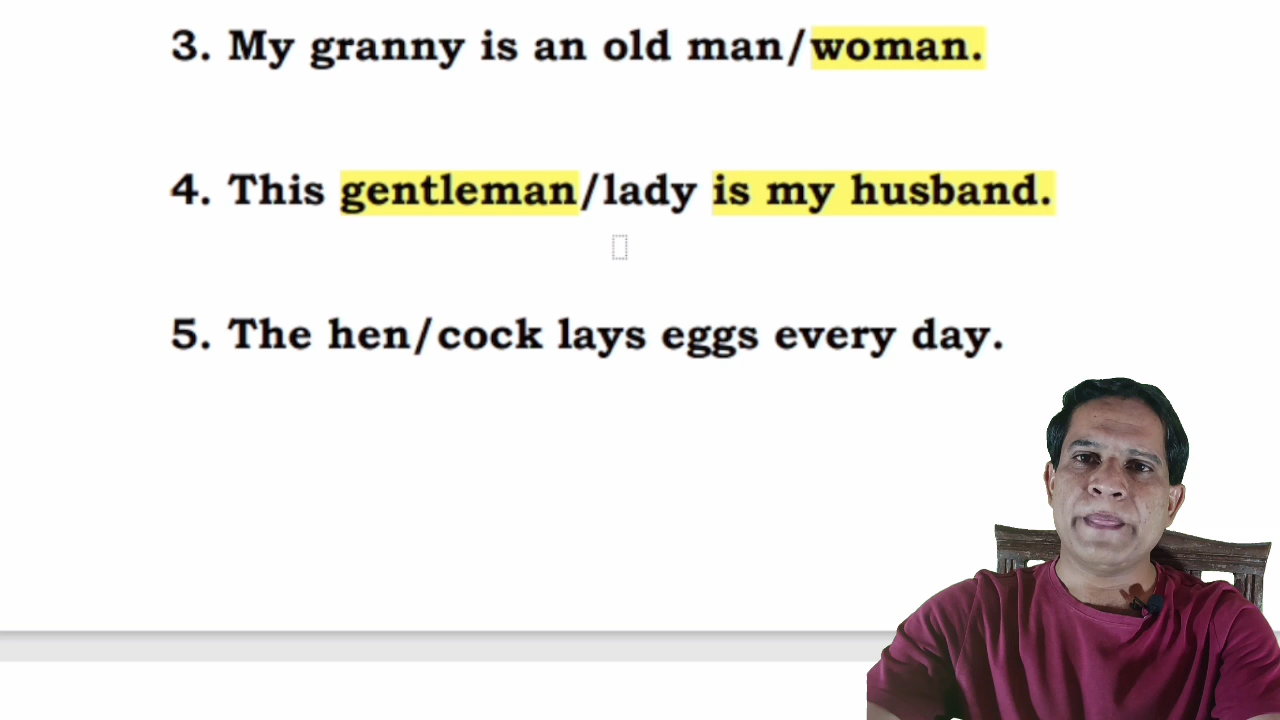 3. My granny is an old man/woman.
4. This gentleman/lady is my husband.
5. The hen/cock lays eggs every day.